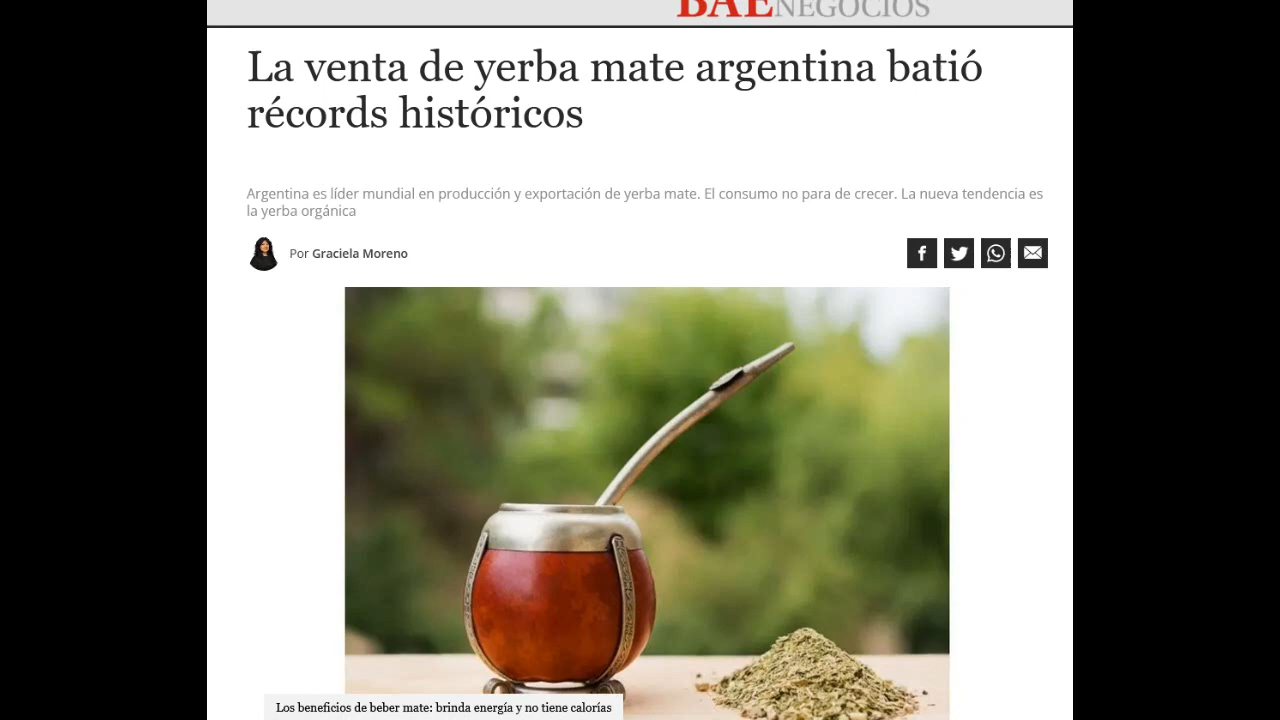 BAE NEGOCIOS
La venta de yerba mate argentina batió
récords históricos
Argentina es líder mundial en producción y exportación de yerba mate. El consumo no para de crecer. La nueva tendencia es
la yerba orgánica
Por Graciela Moreno
Los beneficios de beber mate: brinda energía y no tiene calorías